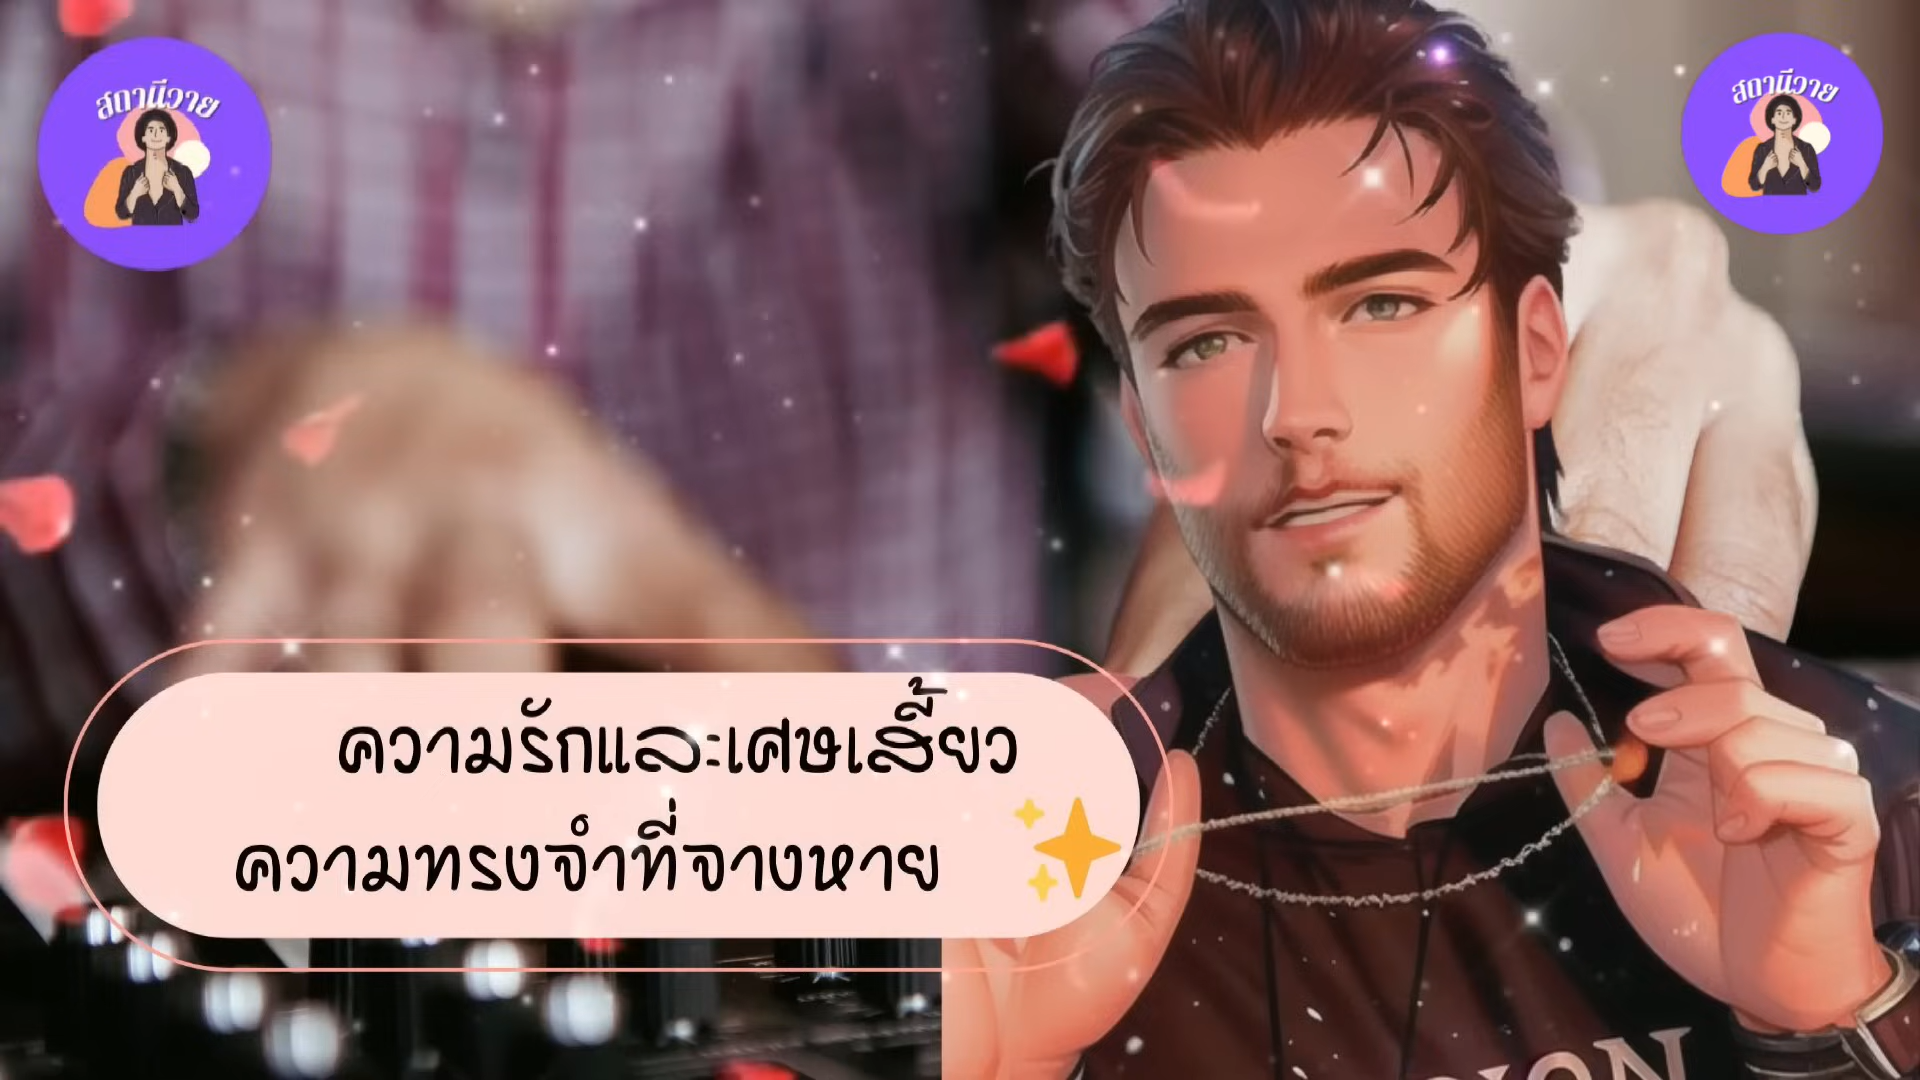 สถานีวาย
สถานีวาย
ความรักและเศษเสี้ยว
ความทรงจำที่จางหาย